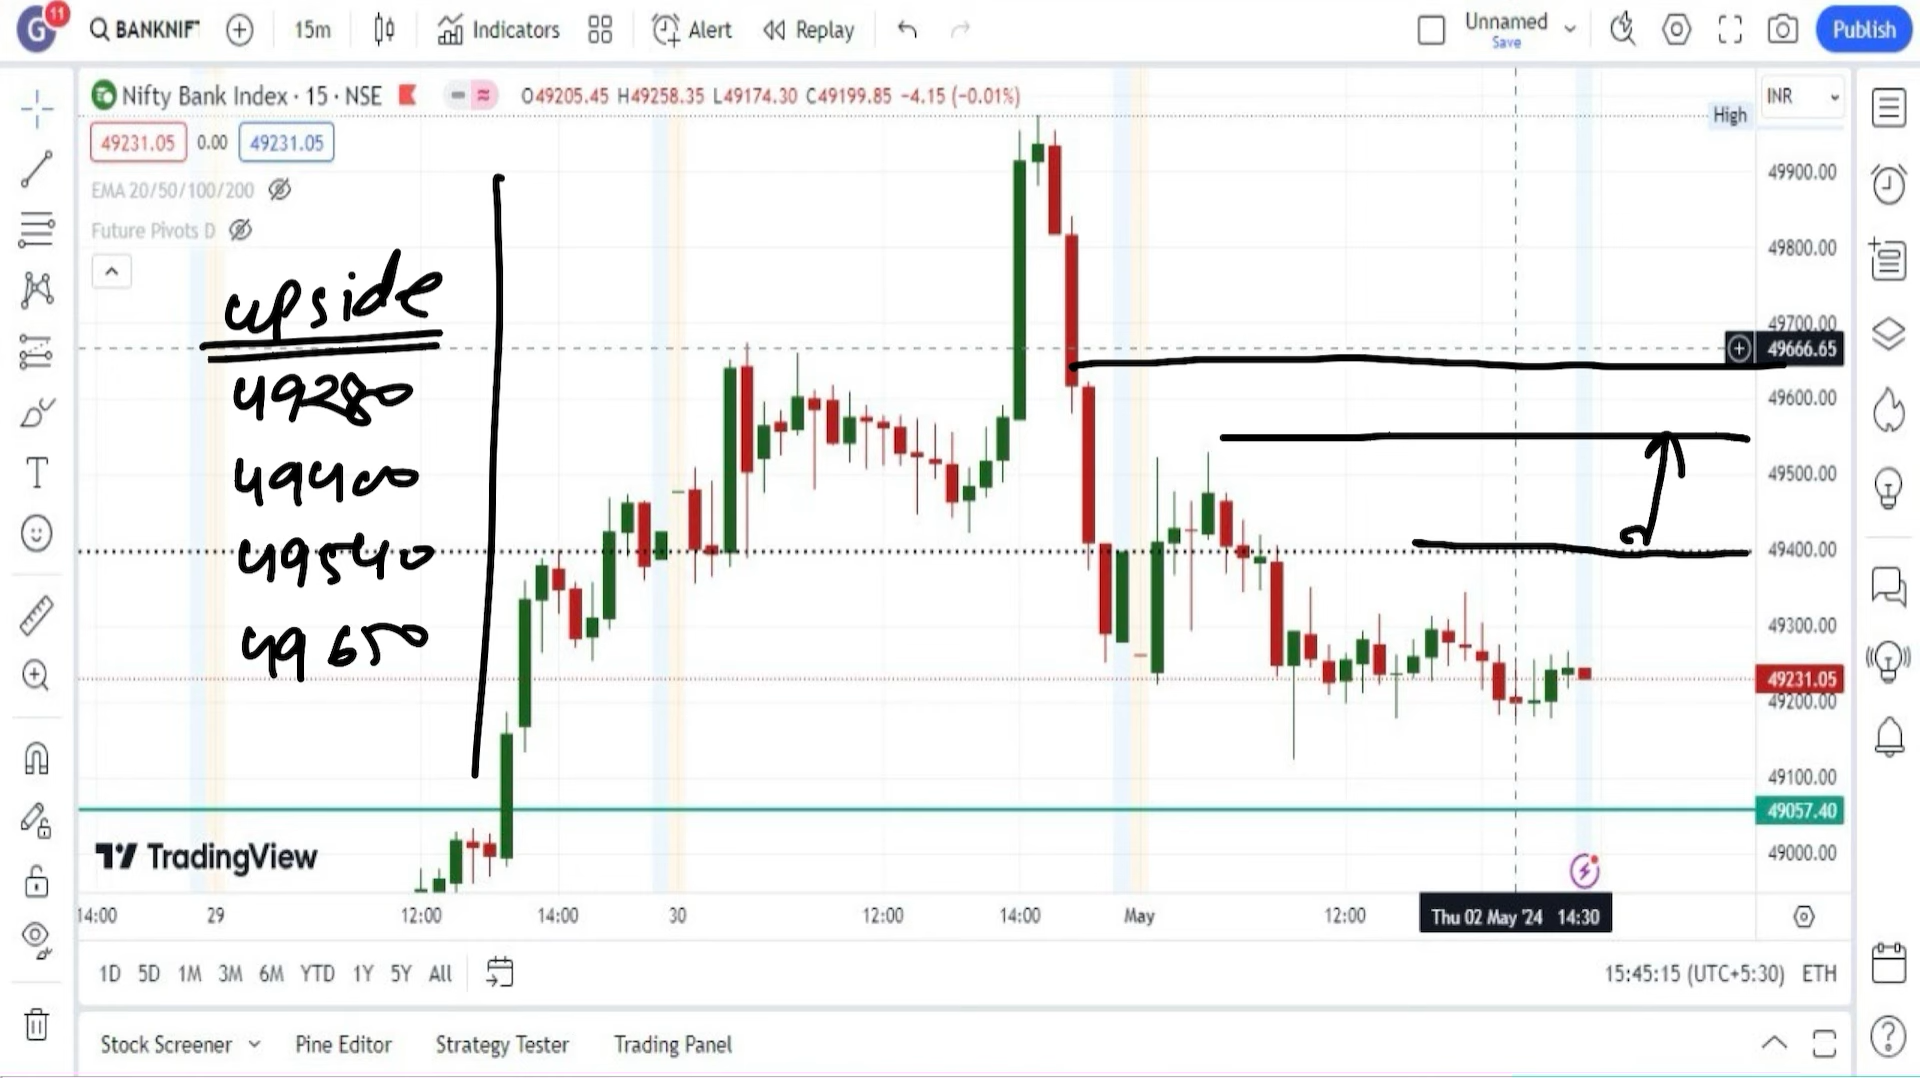 G 11 BANKNIFT 15m Indicators Alert Replay Unnamed Save Publish
Nifty Bank Index · 15 · NSE O49205.45 H49258.35 L49174.30 C49199.85 −4.15 (−0.01%)
INR
High
49231.05 0.00 49231.05
EMA 20/50/100/200
Future Pivots D
upside
49280
49400
49540
49650
49900.00
49800.00
49700.00
49666.65
49600.00
49500.00
49400.00
49300.00
49231.05
49200.00
49100.00
49057.40
49000.00
TradingView
14:00 29 12:00 14:00 30 12:00 14:00 May 12:00 Thu 02 May '24 14:30
1D 5D 1M 3M 6M YTD 1Y 5Y All 15:45:15 (UTC+5:30) ETH
Stock Screener Pine Editor Strategy Tester Trading Panel